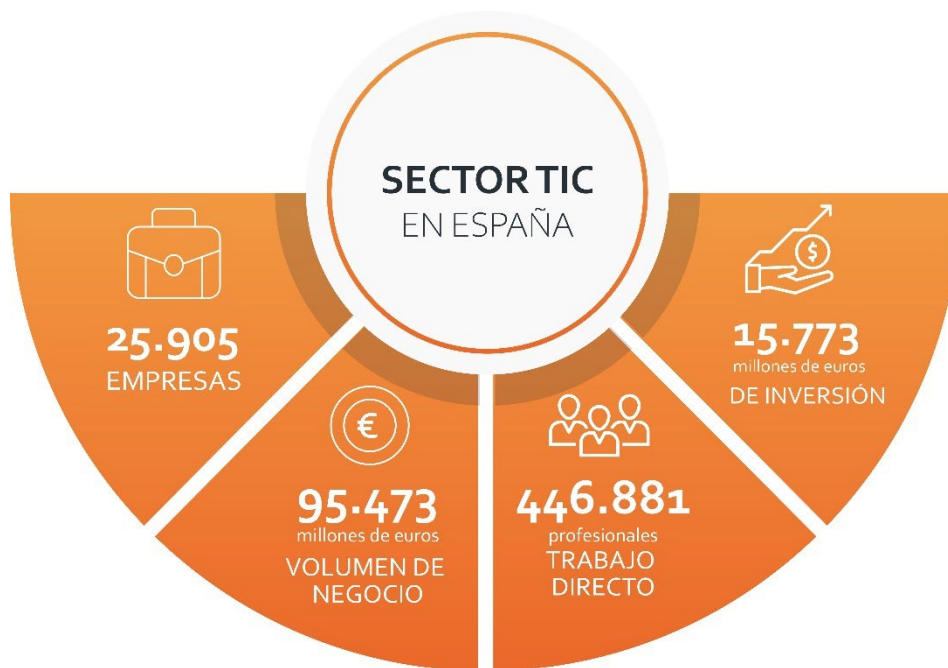 SECTOR TIC
EN ESPAÑA
25.905
EMPRESAS
95.473
millones de euros
VOLUMEN DE
NEGOCIO
€
446.881
profesionales
TRABAJO
DIRECTO
15.773
millones de euros
DE INVERSIÓN
$